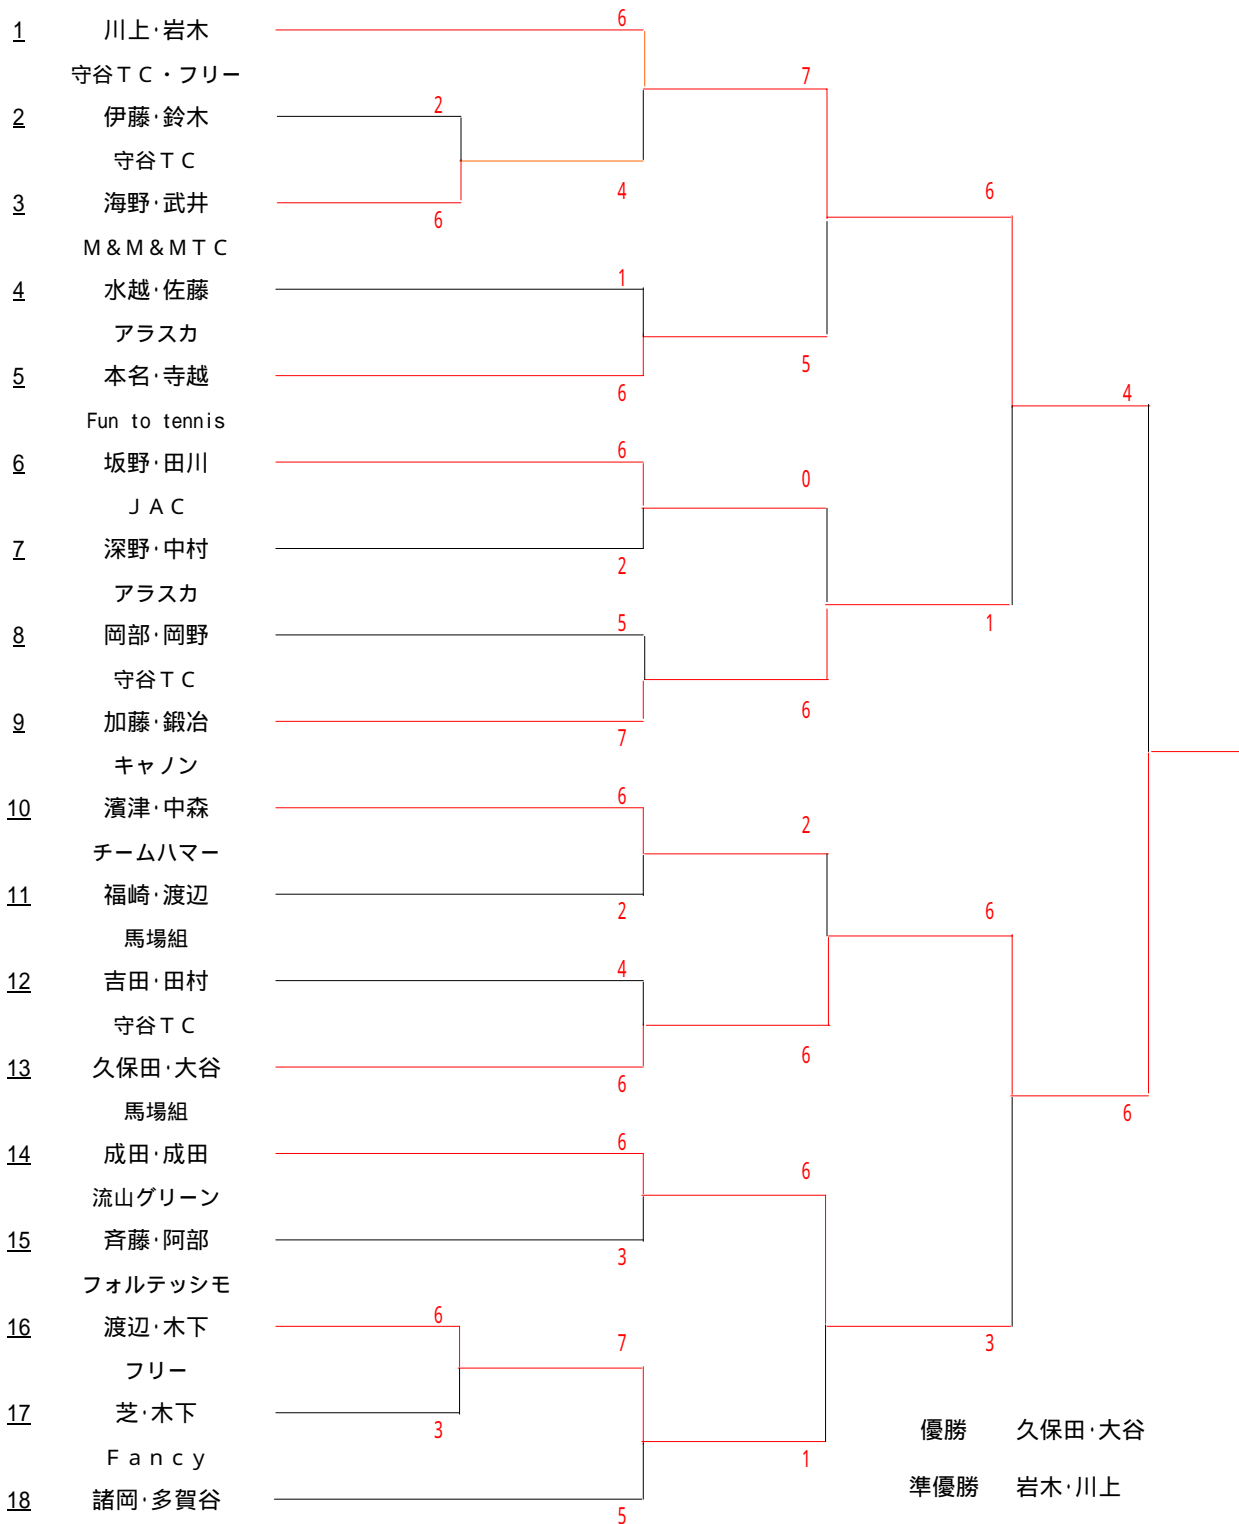 1 川上・岩木 6
守谷ＴＣ・フリー 7
2 伊藤・鈴木 2
守谷ＴＣ
3 海野・武井 6 4 6
Ｍ＆Ｍ＆ＭＴＣ
4 水越・佐藤 1
アラスカ
5 本名・寺越 6 5 4
Fun to tennis
6 坂野・田川 6 0
ＪＡＣ
7 深野・中村 2
アラスカ
8 岡部・岡野 5 1
守谷ＴＣ
9 加藤・鍛冶 7 6
キャノン
10 濱津・中森 6 2
チームハマー
11 福崎・渡辺 2 6
馬場組
12 吉田・田村 4
守谷ＴＣ
13 久保田・大谷 6 6
馬場組 6
14 成田・成田 6 6
流山グリーン
15 斉藤・阿部 3
フォルテッシモ
16 渡辺・木下 6 7 3
フリー
17 芝・木下 3 優勝 久保田・大谷
Ｆａｎｃｙ 1
18 諸岡・多賀谷 5 準優勝 岩木・川上